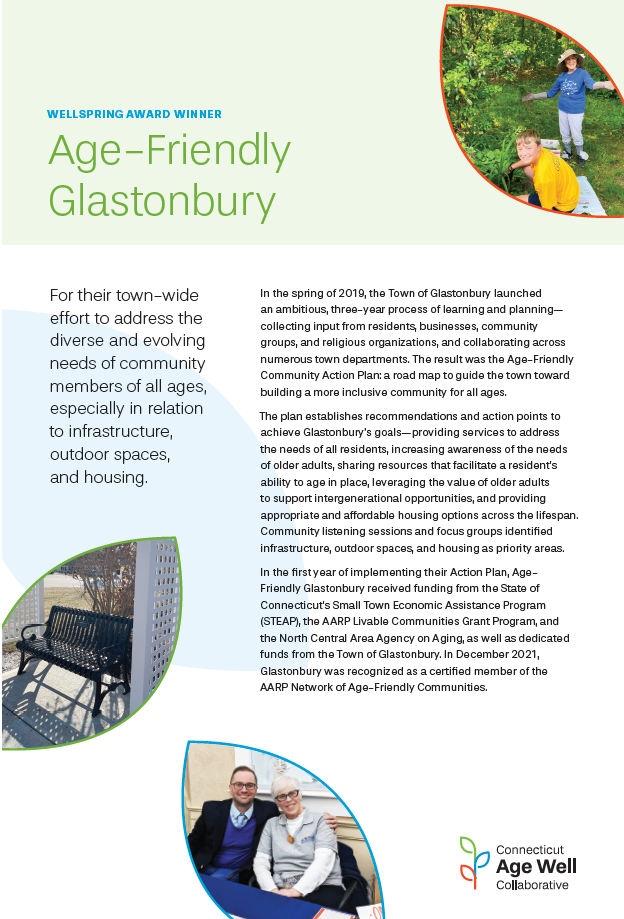 WELLSPRING AWARD WINNER
Age–Friendly
Glastonbury
For their town–wide
effort to address the
diverse and evolving
needs of community
members of all ages,
especially in relation
to infrastructure,
outdoor spaces,
and housing.
In the spring of 2019, the Town of Glastonbury launched
an ambitious, three–year process of learning and planning—
collecting input from residents, businesses, community
groups, and religious organizations, and collaborating across
numerous town departments. The result was the Age–Friendly
Community Action Plan: a road map to guide the town toward
building a more inclusive community for all ages.
The plan establishes recommendations and action points to
achieve Glastonbury's goals—providing services to address
the needs of all residents, increasing awareness of the needs
of older adults, sharing resources that facilitate a resident's
ability to age in place, leveraging the value of older adults
to support intergenerational opportunities, and providing
appropriate and affordable housing options across the lifespan.
Community listening sessions and focus groups identified
infrastructure, outdoor spaces, and housing as priority areas.
In the first year of implementing their Action Plan, Age–
Friendly Glastonbury received funding from the State of
Connecticut's Small Town Economic Assistance Program
(STEAP), the AARP Livable Communities Grant Program, and
the North Central Area Agency on Aging, as well as dedicated
funds from the Town of Glastonbury. In December 2021,
Glastonbury was recognized as a certified member of the
AARP Network of Age–Friendly Communities.
Connecticut
Age Well
Collaborative